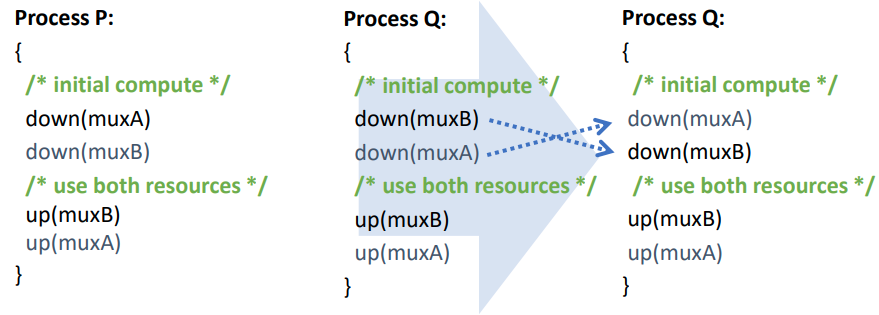 Process P:
{
/* initial compute */
down(muxA)
down(muxB)
/* use both resources */
up(muxB)
up(muxA)
}
Process Q:
{
/* initial compute */
down(muxB)
down(muxA)
/* use both resources */
up(muxB)
up(muxA)
}
Process Q:
{
/* initial compute */
down(muxA)
down(muxB)
/* use both resources */
up(muxB)
up(muxA)
}